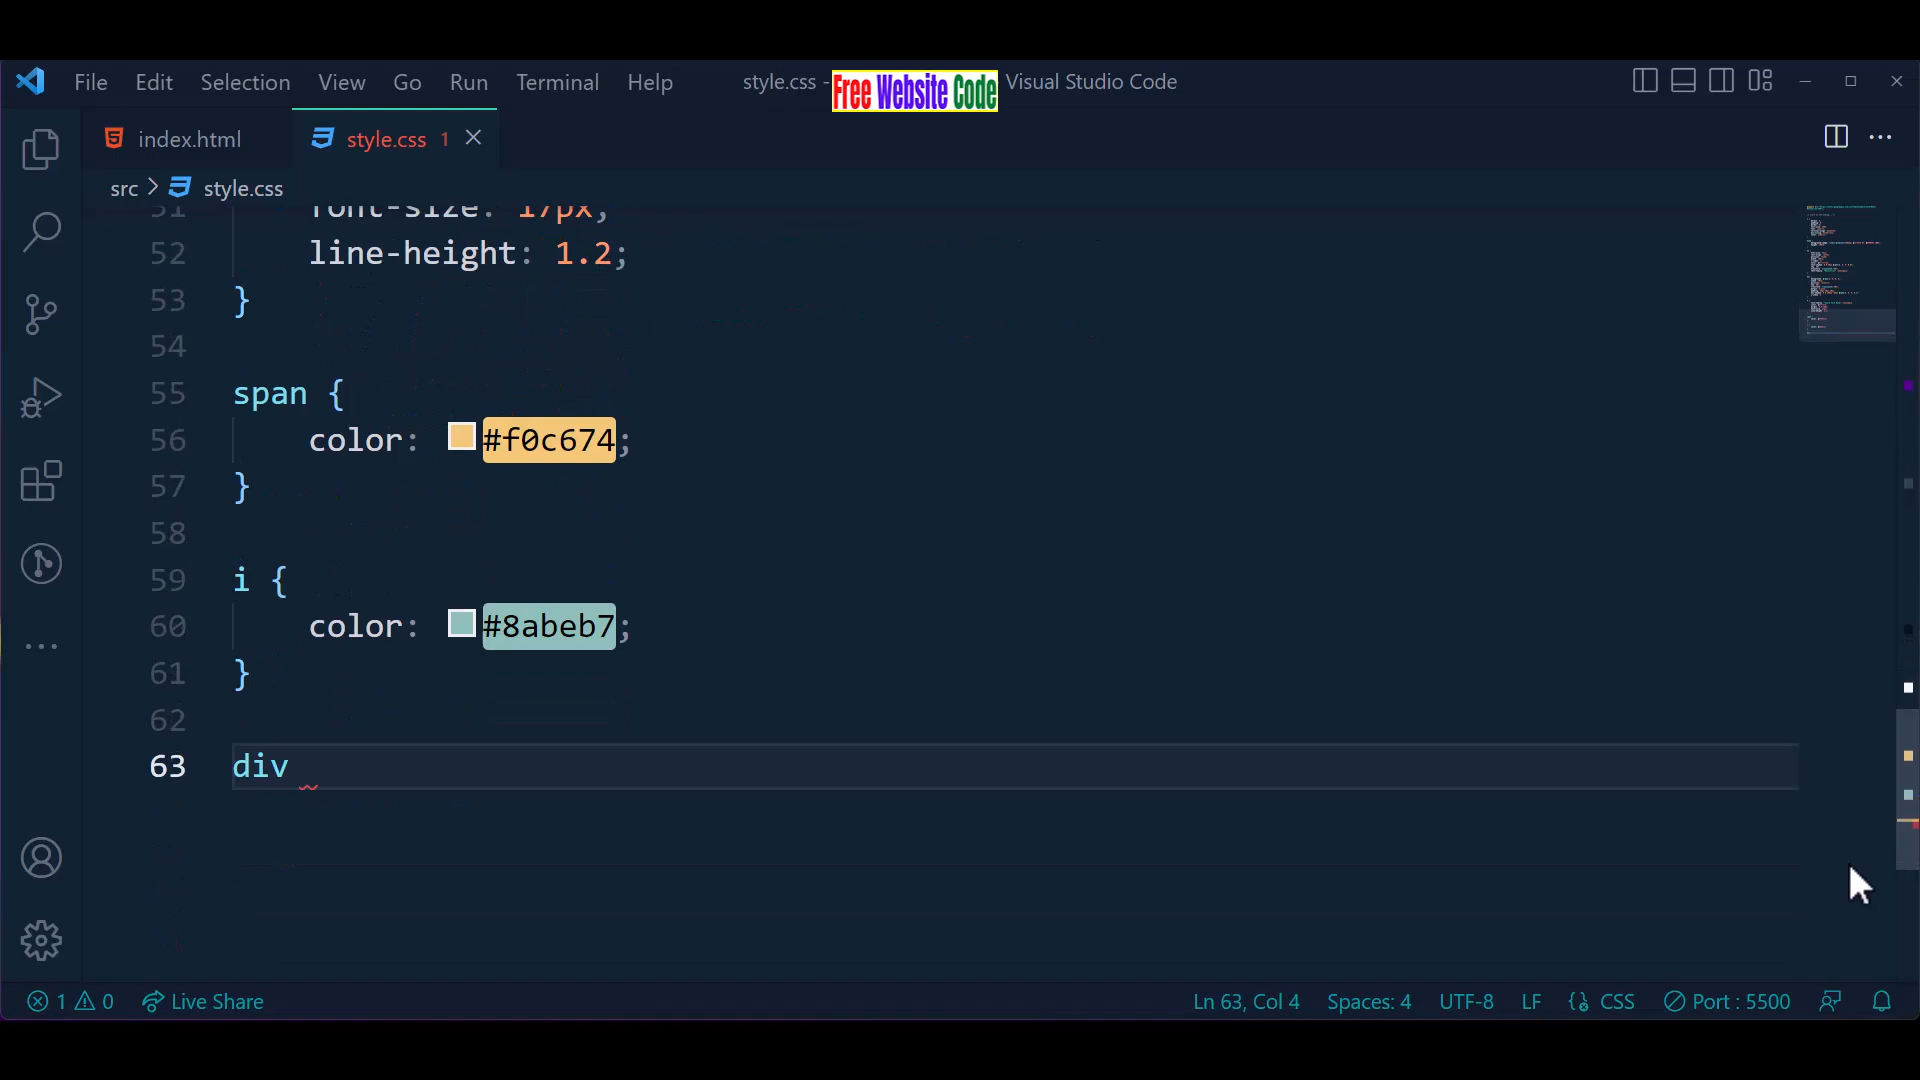 File Edit Selection View Go Run Terminal Help style.css - Free Website Code Visual Studio Code
index.html style.css 1
src > style.css
51 font-size: 17px;
52 line-height: 1.2;
53 }
54
55 span {
56 color: #f0c674;
57 }
58
59 i {
60 color: #8abeb7;
61 }
62
63 div
1 0 Live Share Ln 63, Col 4 Spaces: 4 UTF-8 LF CSS Port : 5500